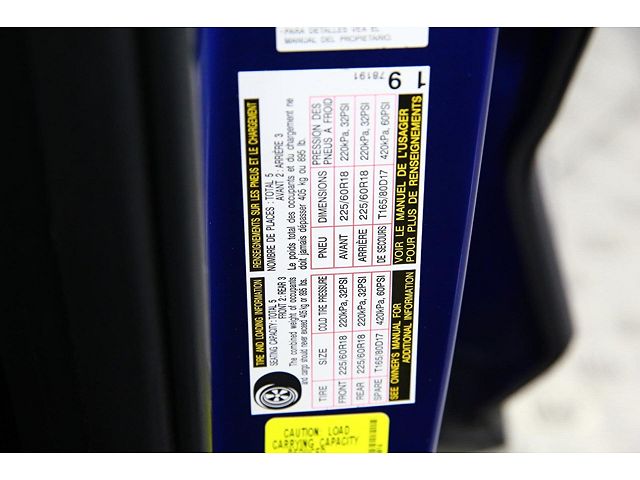 PARA DETALLES VEA EL
MANUAL DEL PROPIETARIO.
TIRE AND LOADING INFORMATION
SEATING CAPACITY : TOTAL 5
FRONT 2 : REAR 3
The combined weight of occupants
and cargo should never exceed 405 kg or 895 lbs.
TIRE SIZE COLD TIRE PRESSURE
FRONT 225/60R18 220kPa, 32PSI
REAR 225/60R18 220kPa, 32PSI
SPARE T165/80D17 420kPa, 60PSI
SEE OWNER'S MANUAL FOR
ADDITIONAL INFORMATION
RENSEIGNEMENTS SUR LES PNEUS ET LE CHARGEMENT
NOMBRE DE PLACES : TOTAL 5
AVANT 2 : ARRIÈRE 3
Le poids total des occupants et du chargement ne
doit jamais dépasser 405 kg ou 895 lb.
PNEU DIMENSIONS PRESSION DES
PNEUS À FROID
AVANT 225/60R18 220kPa, 32PSI
ARRIÈRE 225/60R18 220kPa, 32PSI
DE SECOURS T165/80D17 420kPa, 60PSI
VOIR LE MANUEL DE L'USAGER
POUR PLUS DE RENSEIGNEMENTS
78191
1 9
CAUTION: LOAD
CARRYING CAPACITY
REDUCED